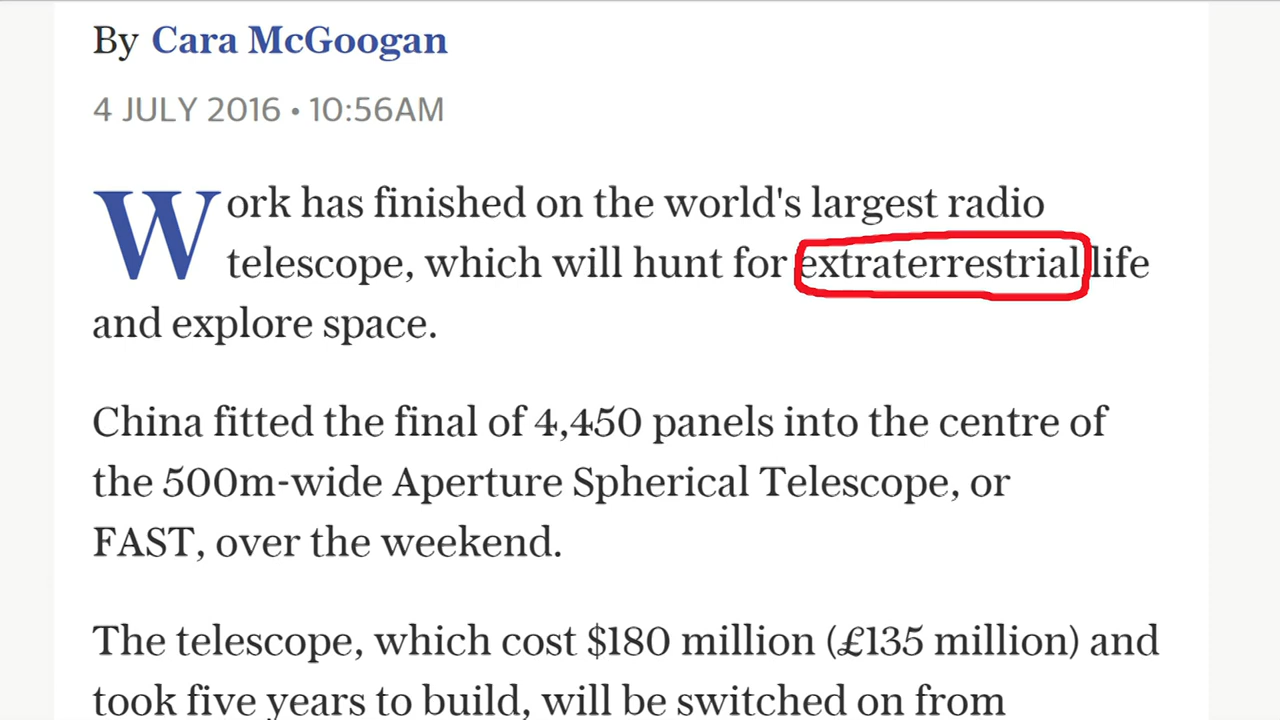 By Cara McGoogan
4 JULY 2016 • 10:56AM
Work has finished on the world's largest radio
telescope, which will hunt for extraterrestrial life
and explore space.
China fitted the final of 4,450 panels into the centre of
the 500m-wide Aperture Spherical Telescope, or
FAST, over the weekend.
The telescope, which cost $180 million (£135 million) and
took five years to build, will be switched on from